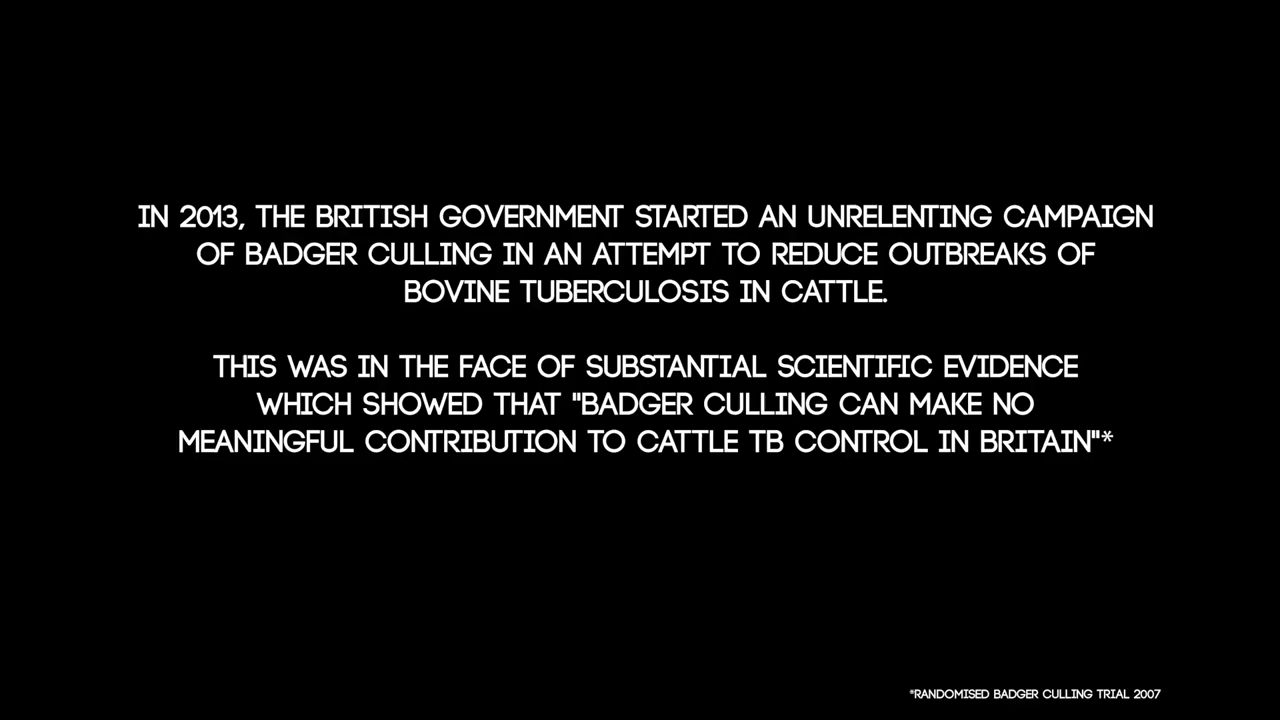 IN 2013, THE BRITISH GOVERNMENT STARTED AN UNRELENTING CAMPAIGN
OF BADGER CULLING IN AN ATTEMPT TO REDUCE OUTBREAKS OF
BOVINE TUBERCULOSIS IN CATTLE.
THIS WAS IN THE FACE OF SUBSTANTIAL SCIENTIFIC EVIDENCE
WHICH SHOWED THAT "BADGER CULLING CAN MAKE NO
MEANINGFUL CONTRIBUTION TO CATTLE TB CONTROL IN BRITAIN"*
*RANDOMISED BADGER CULLING TRIAL 2007